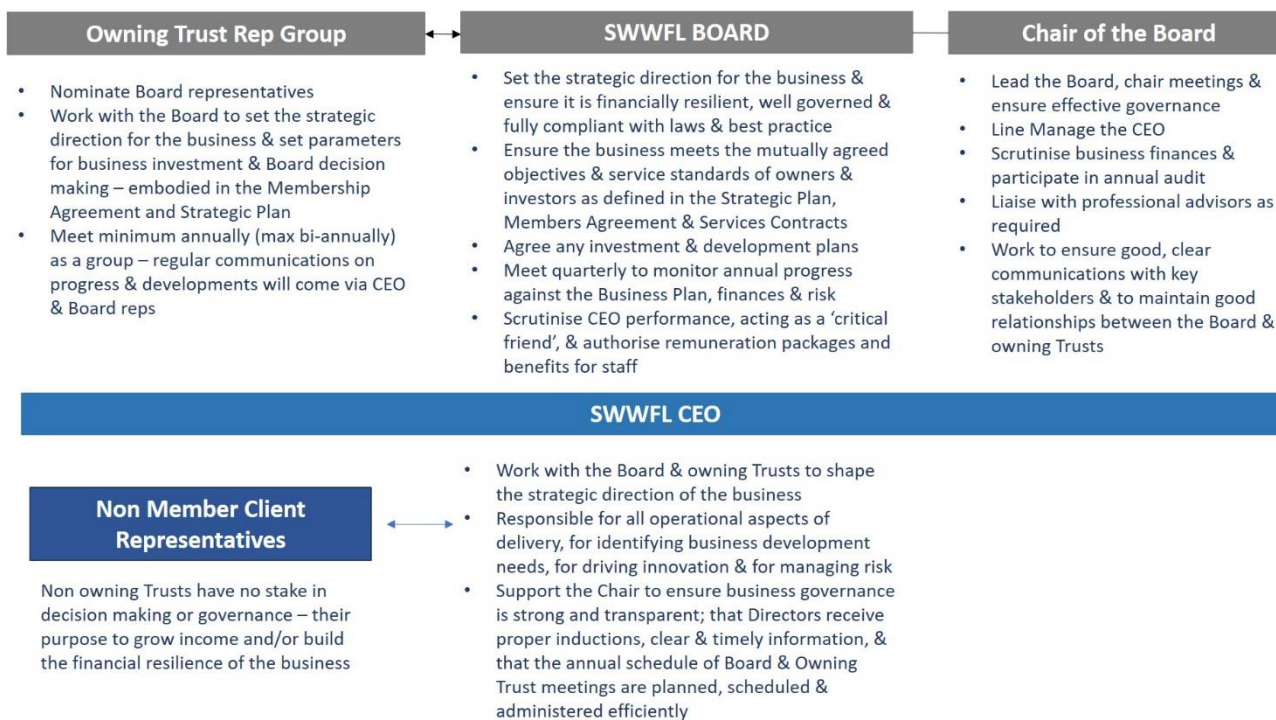 Owning Trust Rep Group
• Nominate Board representatives
• Work with the Board to set the strategic
direction for the business & set parameters
for business investment & Board decision
making – embodied in the Membership
Agreement and Strategic Plan
• Meet minimum annually (max bi-annually)
as a group – regular communications on
progress & developments will come via CEO
& Board reps
SWWFL BOARD
• Set the strategic direction for the business &
ensure it is financially resilient, well governed &
fully compliant with laws & best practice
• Ensure the business meets the mutually agreed
objectives & service standards of owners &
investors as defined in the Strategic Plan,
Members Agreement & Services Contracts
• Agree any investment & development plans
• Meet quarterly to monitor annual progress
against the Business Plan, finances & risk
• Scrutinise CEO performance, acting as a ‘critical
friend’, & authorise remuneration packages and
benefits for staff
Chair of the Board
• Lead the Board, chair meetings &
ensure effective governance
• Line Manage the CEO
• Scrutinise business finances &
participate in annual audit
• Liaise with professional advisors as
required
• Work to ensure good, clear
communications with key
stakeholders & to maintain good
relationships between the Board &
owning Trusts
SWWFL CEO
Non Member Client
Representatives
Non owning Trusts have no stake in
decision making or governance – their
purpose to grow income and/or build
the financial resilience of the business
• Work with the Board & owning Trusts to shape
the strategic direction of the business
• Responsible for all operational aspects of
delivery, for identifying business development
needs, for driving innovation & for managing risk
• Support the Chair to ensure business governance
is strong and transparent; that Directors receive
proper inductions, clear & timely information, &
that the annual schedule of Board & Owning
Trust meetings are planned, scheduled &
administered efficiently